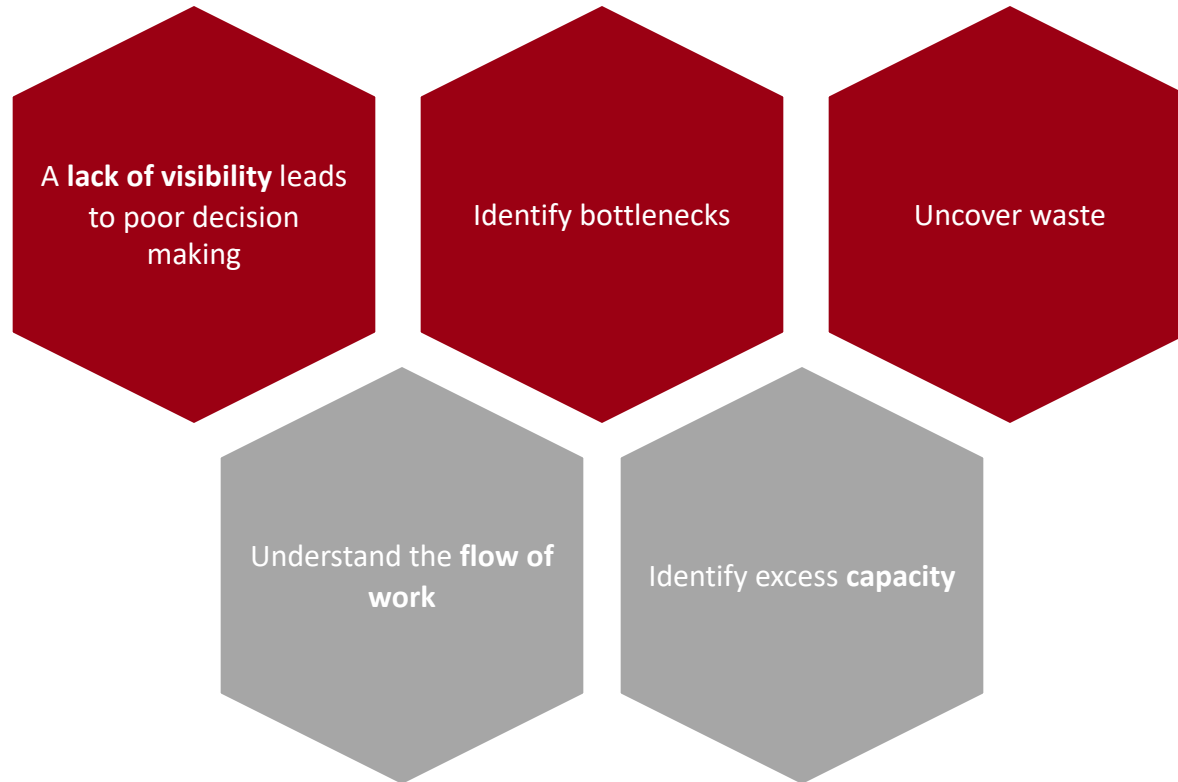 A lack of visibility leads
to poor decision
making
Identify bottlenecks
Uncover waste
Understand the flow of
work
Identify excess capacity